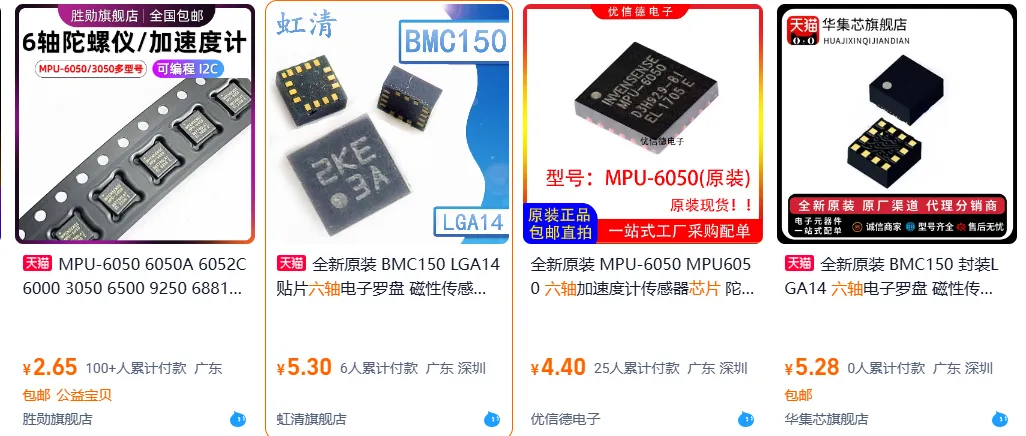 胜勋旗舰店 全国包邮
6轴陀螺仪/加速度计
MPU-6050/3050多型号
可编程 I2C
天猫 MPU-6050 6050A 6052C
6000 3050 6500 9250 6881...
¥2.65 100+人累计付款 广东
包邮 公益宝贝
胜勋旗舰店
虹清
BMC150
2KE
3A
LGA14
天猫 全新原装 BMC150 LGA14
贴片六轴电子罗盘 磁性传感...
¥5.30 6人累计付款 广东 深圳
虹清旗舰店
优信德电子
INVENSENSE
MPU-6050
D3H929-B1
EL 1705 E
优信德电子
型号：MPU-6050(原装)
原装现货!!
原装正品
包邮直拍
一站式工厂采购配单
全新原装 MPU-6050 MPU605
0 六轴加速度计传感器芯片 陀...
¥4.40 25人累计付款 广东 深圳
优信德电子
天猫 华集芯旗舰店
HUAJIXINQIJIANDIAN
全新原装 原厂渠道 代理分销商
电子元器件
一站式配单
诚信商家 型号齐全 售后无忧
天猫 全新原装 BMC150 封装L
GA14 六轴电子罗盘 磁性传...
¥5.28 0人累计付款 广东 深圳
包邮
华集芯旗舰店